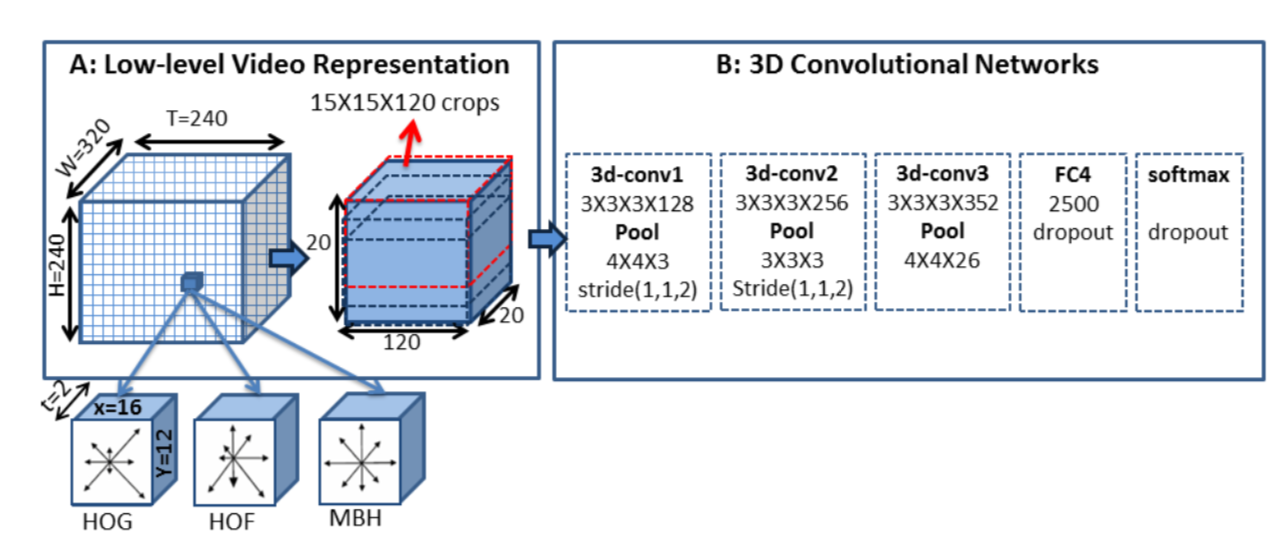 A: Low-level Video Representation
15X15X120 crops
T=240
W=320
H=240
20
20
120
t=2
x=16
Y=12
HOG
HOF
MBH
B: 3D Convolutional Networks
3d-conv1
3X3X3X128
Pool
4X4X3
stride(1,1,2)
3d-conv2
3X3X3X256
Pool
3X3X3
Stride(1,1,2)
3d-conv3
3X3X3X352
Pool
4X4X26
FC4
2500
dropout
softmax
dropout